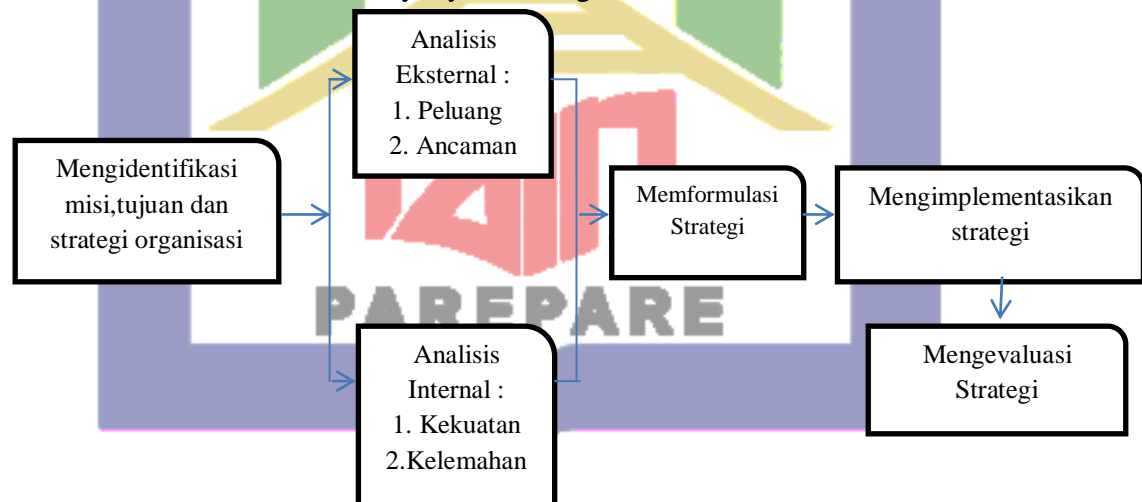 Analisis
Eksternal :
1. Peluang
2. Ancaman
Mengidentifikasi
misi,tujuan dan
strategi organisasi
Memformulasi
Strategi
Mengimplementasikan
strategi
PAREPARE
Analisis
Internal :
1. Kekuatan
2.Kelemahan
Mengevaluasi
Strategi